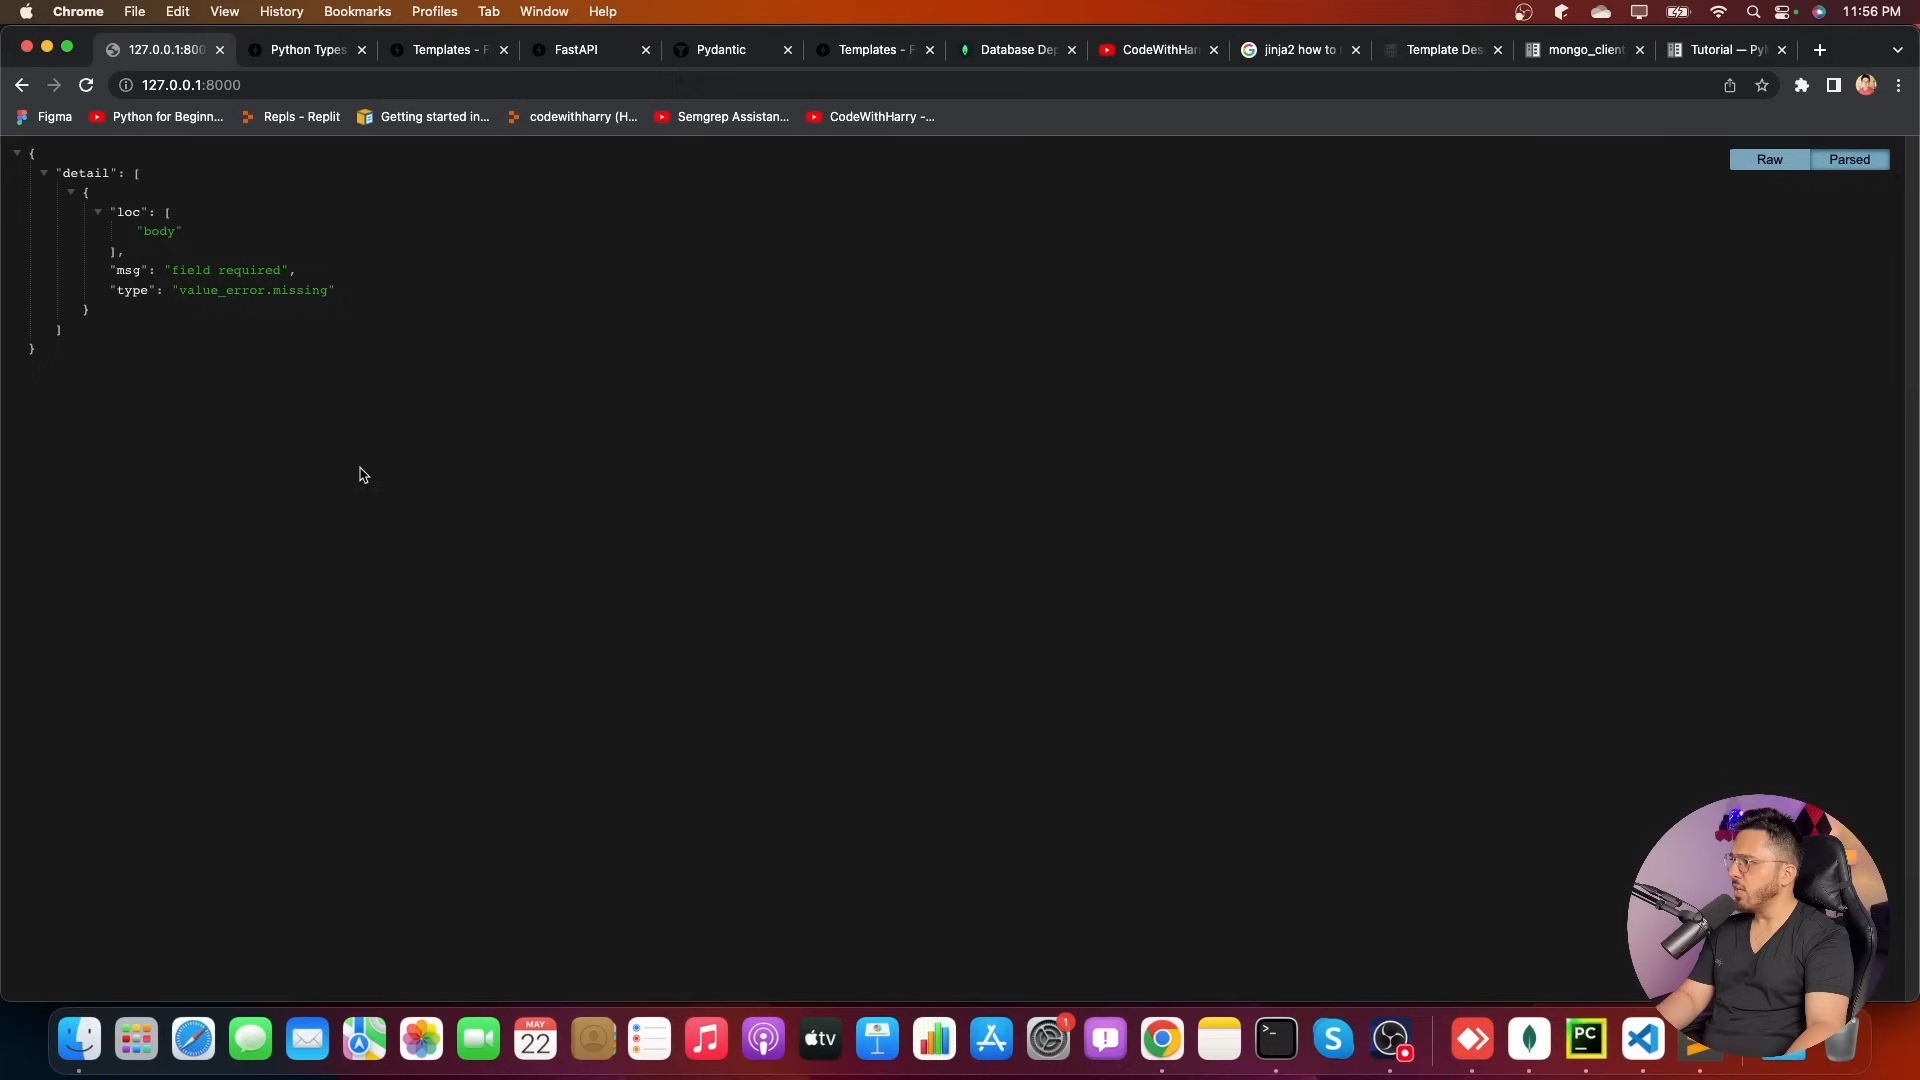 Chrome File Edit View History Bookmarks Profiles Tab Window Help 11:56 PM
127.0.0.1:800 Python Types Templates - F FastAPI Pydantic Templates - F Database Dep CodeWithHar jinja2 how to Template Des mongo_client Tutorial — Py
127.0.0.1:8000
Figma Python for Beginn... Repls - Replit Getting started in... codewithharry (H... Semgrep Assistan... CodeWithHarry -...
Raw Parsed
{
"detail": [
{
"loc": [
"body"
],
"msg": "field required",
"type": "value_error.missing"
}
]
}
MAY
22
tv
1
>_
S
PC